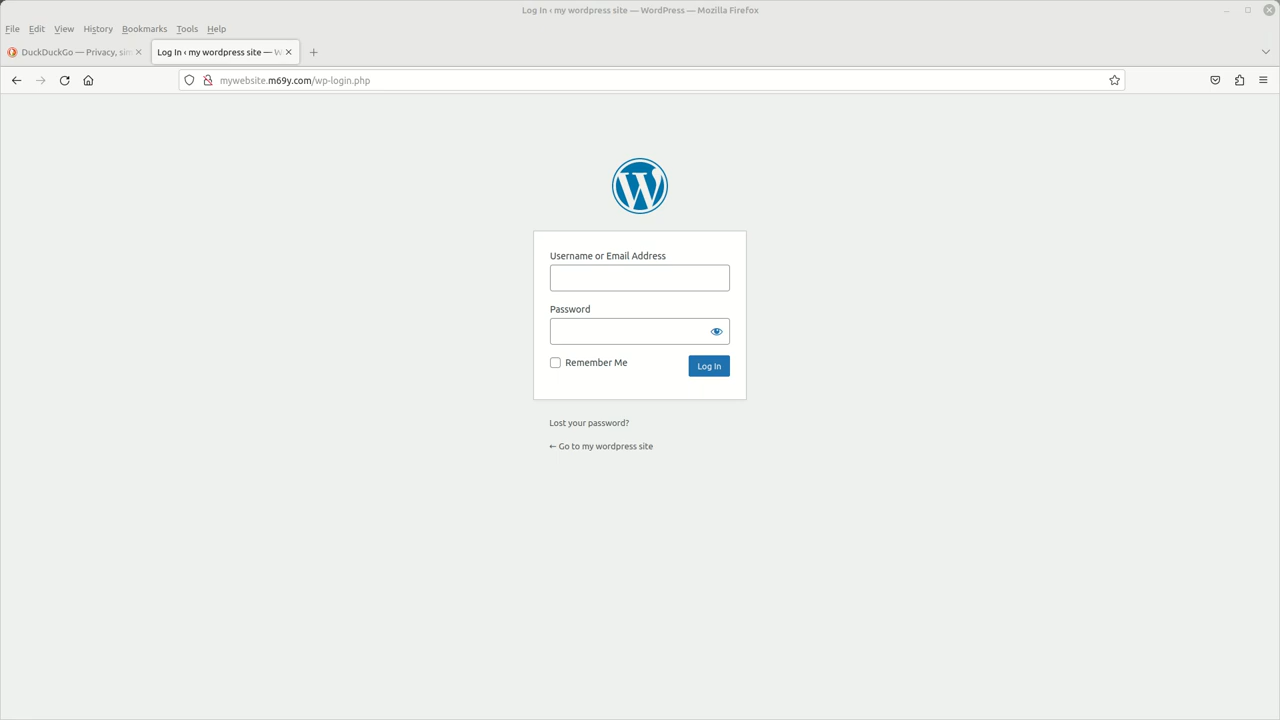 Log In ‹ my wordpress site — WordPress — Mozilla Firefox
File Edit View History Bookmarks Tools Help
DuckDuckGo — Privacy, sim
Log In ‹ my wordpress site — W
mywebsite.m69y.com/wp-login.php
Username or Email Address
Password
Remember Me
Log In
Lost your password?
← Go to my wordpress site